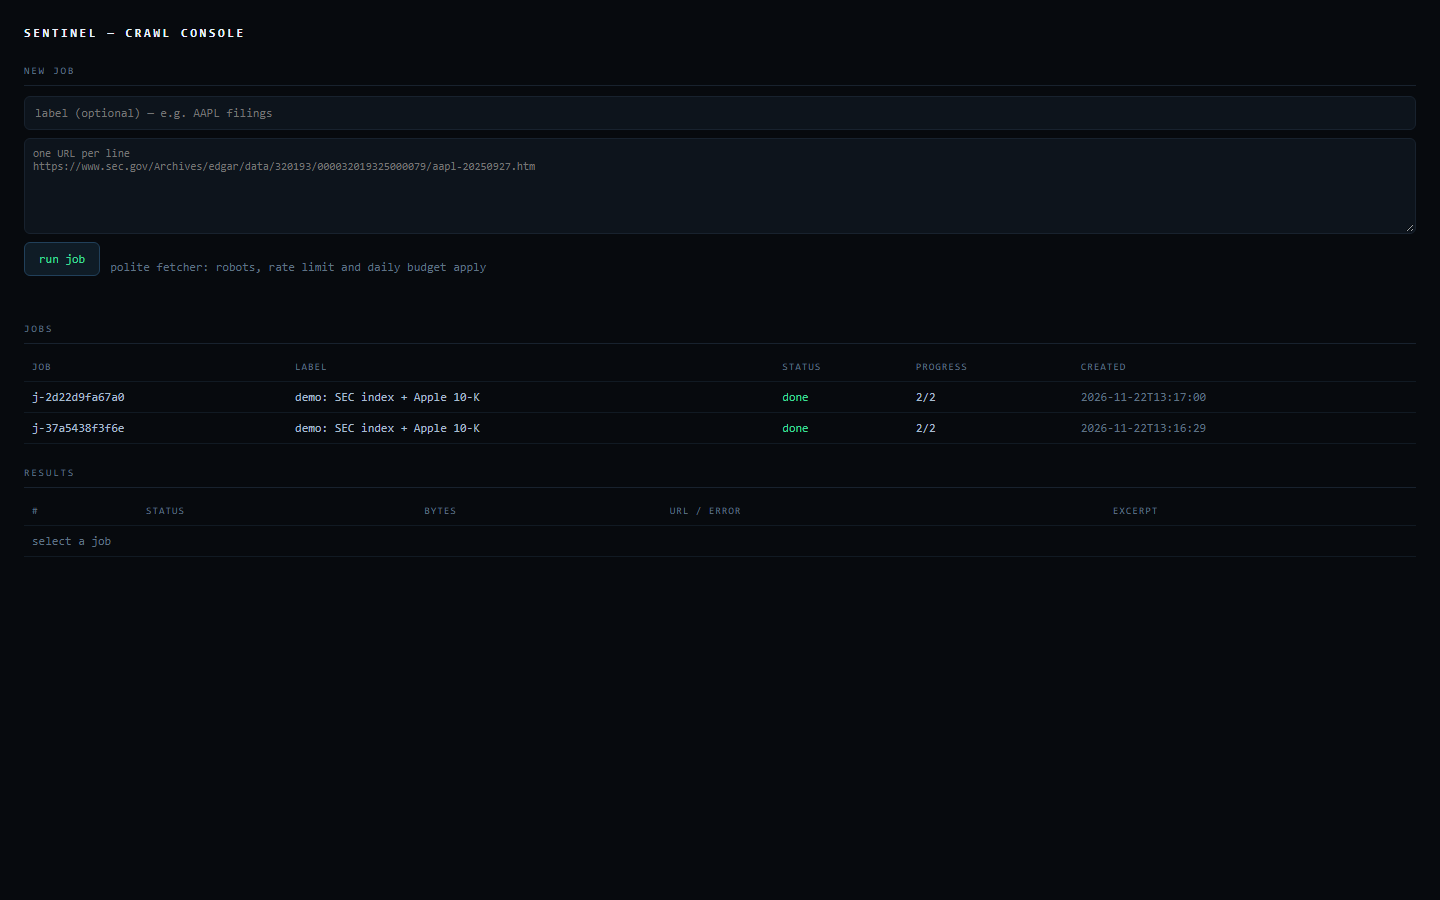 SENTINEL — CRAWL CONSOLE
NEW JOB
label (optional) — e.g. AAPL filings
one URL per line
https://www.sec.gov/Archives/edgar/data/320193/000032019325000079/aapl-20250927.htm
run job polite fetcher: robots, rate limit and daily budget apply
JOBS
JOB LABEL STATUS PROGRESS CREATED
j-2d22d9fa67a0 demo: SEC index + Apple 10-K done 2/2 2026-11-22T13:17:00
j-37a5438f3f6e demo: SEC index + Apple 10-K done 2/2 2026-11-22T13:16:29
RESULTS
# STATUS BYTES URL / ERROR EXCERPT
select a job